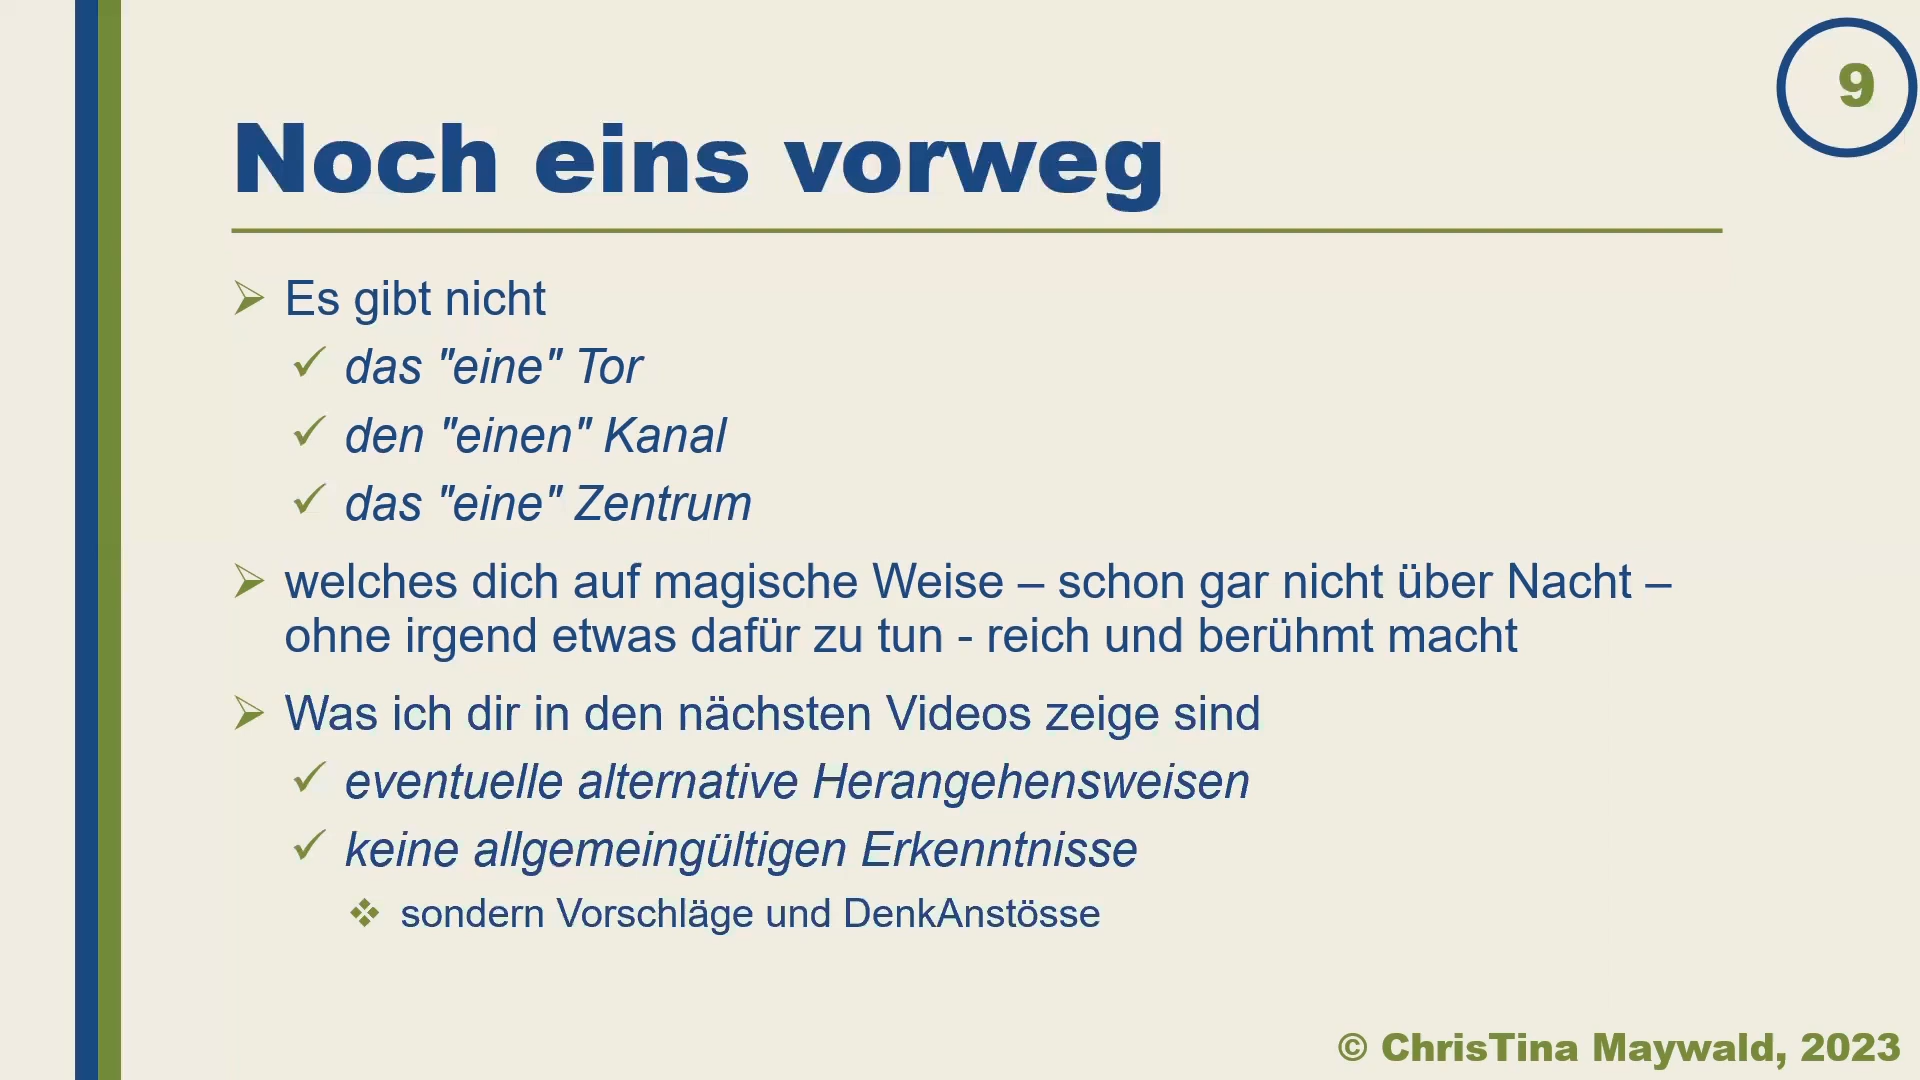 9
Noch eins vorweg
Es gibt nicht
das "eine" Tor
den "einen" Kanal
das "eine" Zentrum
welches dich auf magische Weise – schon gar nicht über Nacht –
ohne irgend etwas dafür zu tun - reich und berühmt macht
Was ich dir in den nächsten Videos zeige sind
eventuelle alternative Herangehensweisen
keine allgemeingültigen Erkenntnisse
sondern Vorschläge und DenkAnstösse
© ChrisTina Maywald, 2023